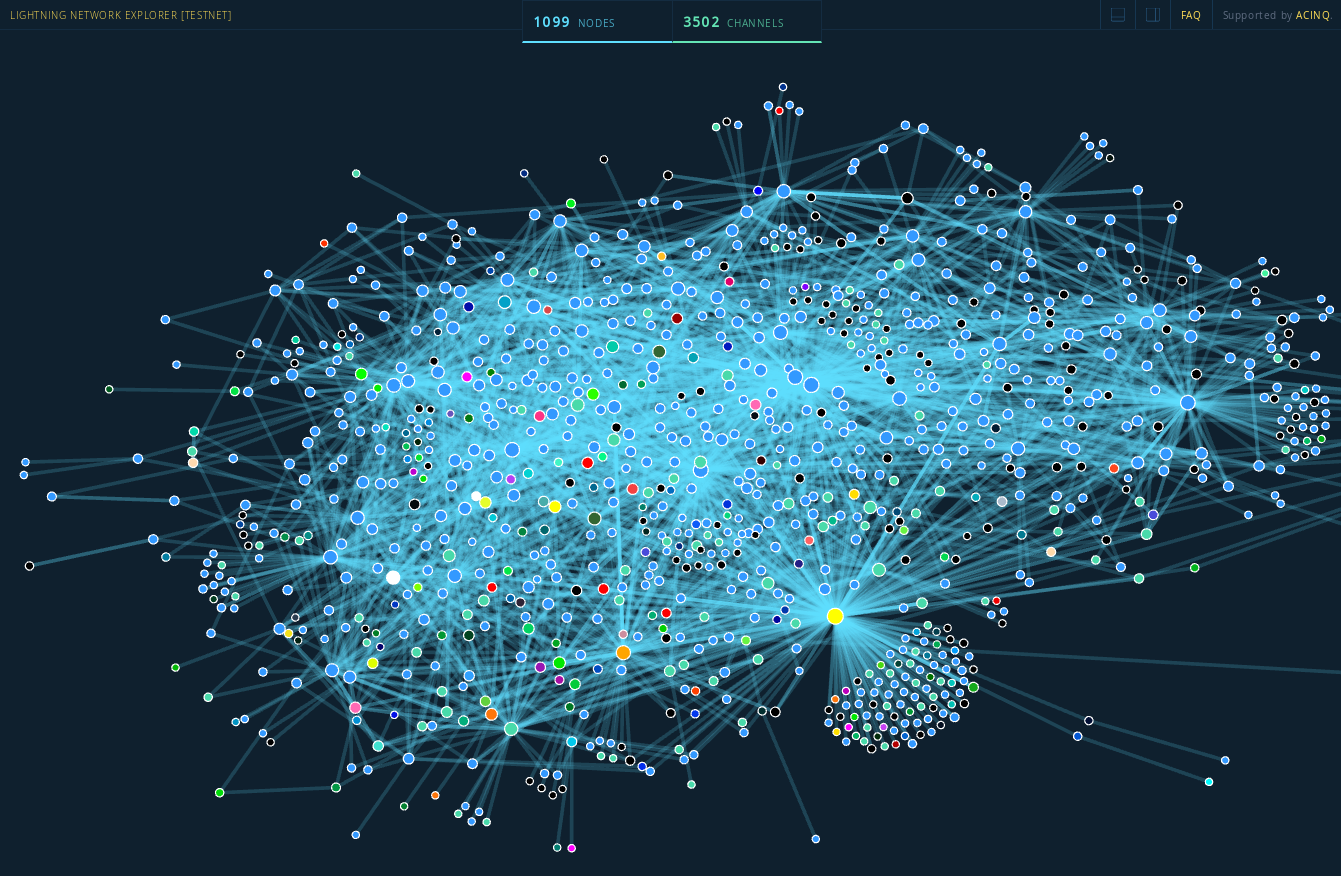 LIGHTNING NETWORK EXPLORER [TESTNET]
1099 NODES
3502 CHANNELS
FAQ
Supported by ACINQ.